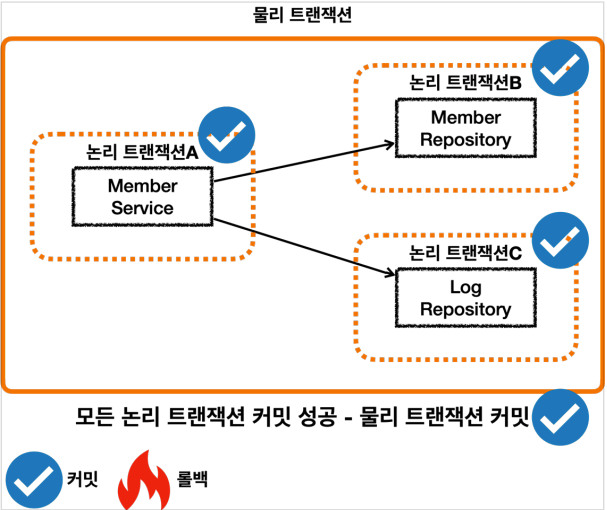 물리 트랜잭션
논리 트랜잭션B
Member
Repository
논리 트랜잭션A
Member
Service
논리 트랜잭션C
Log
Repository
모든 논리 트랜잭션 커밋 성공 - 물리 트랜잭션 커밋
커밋
롤백